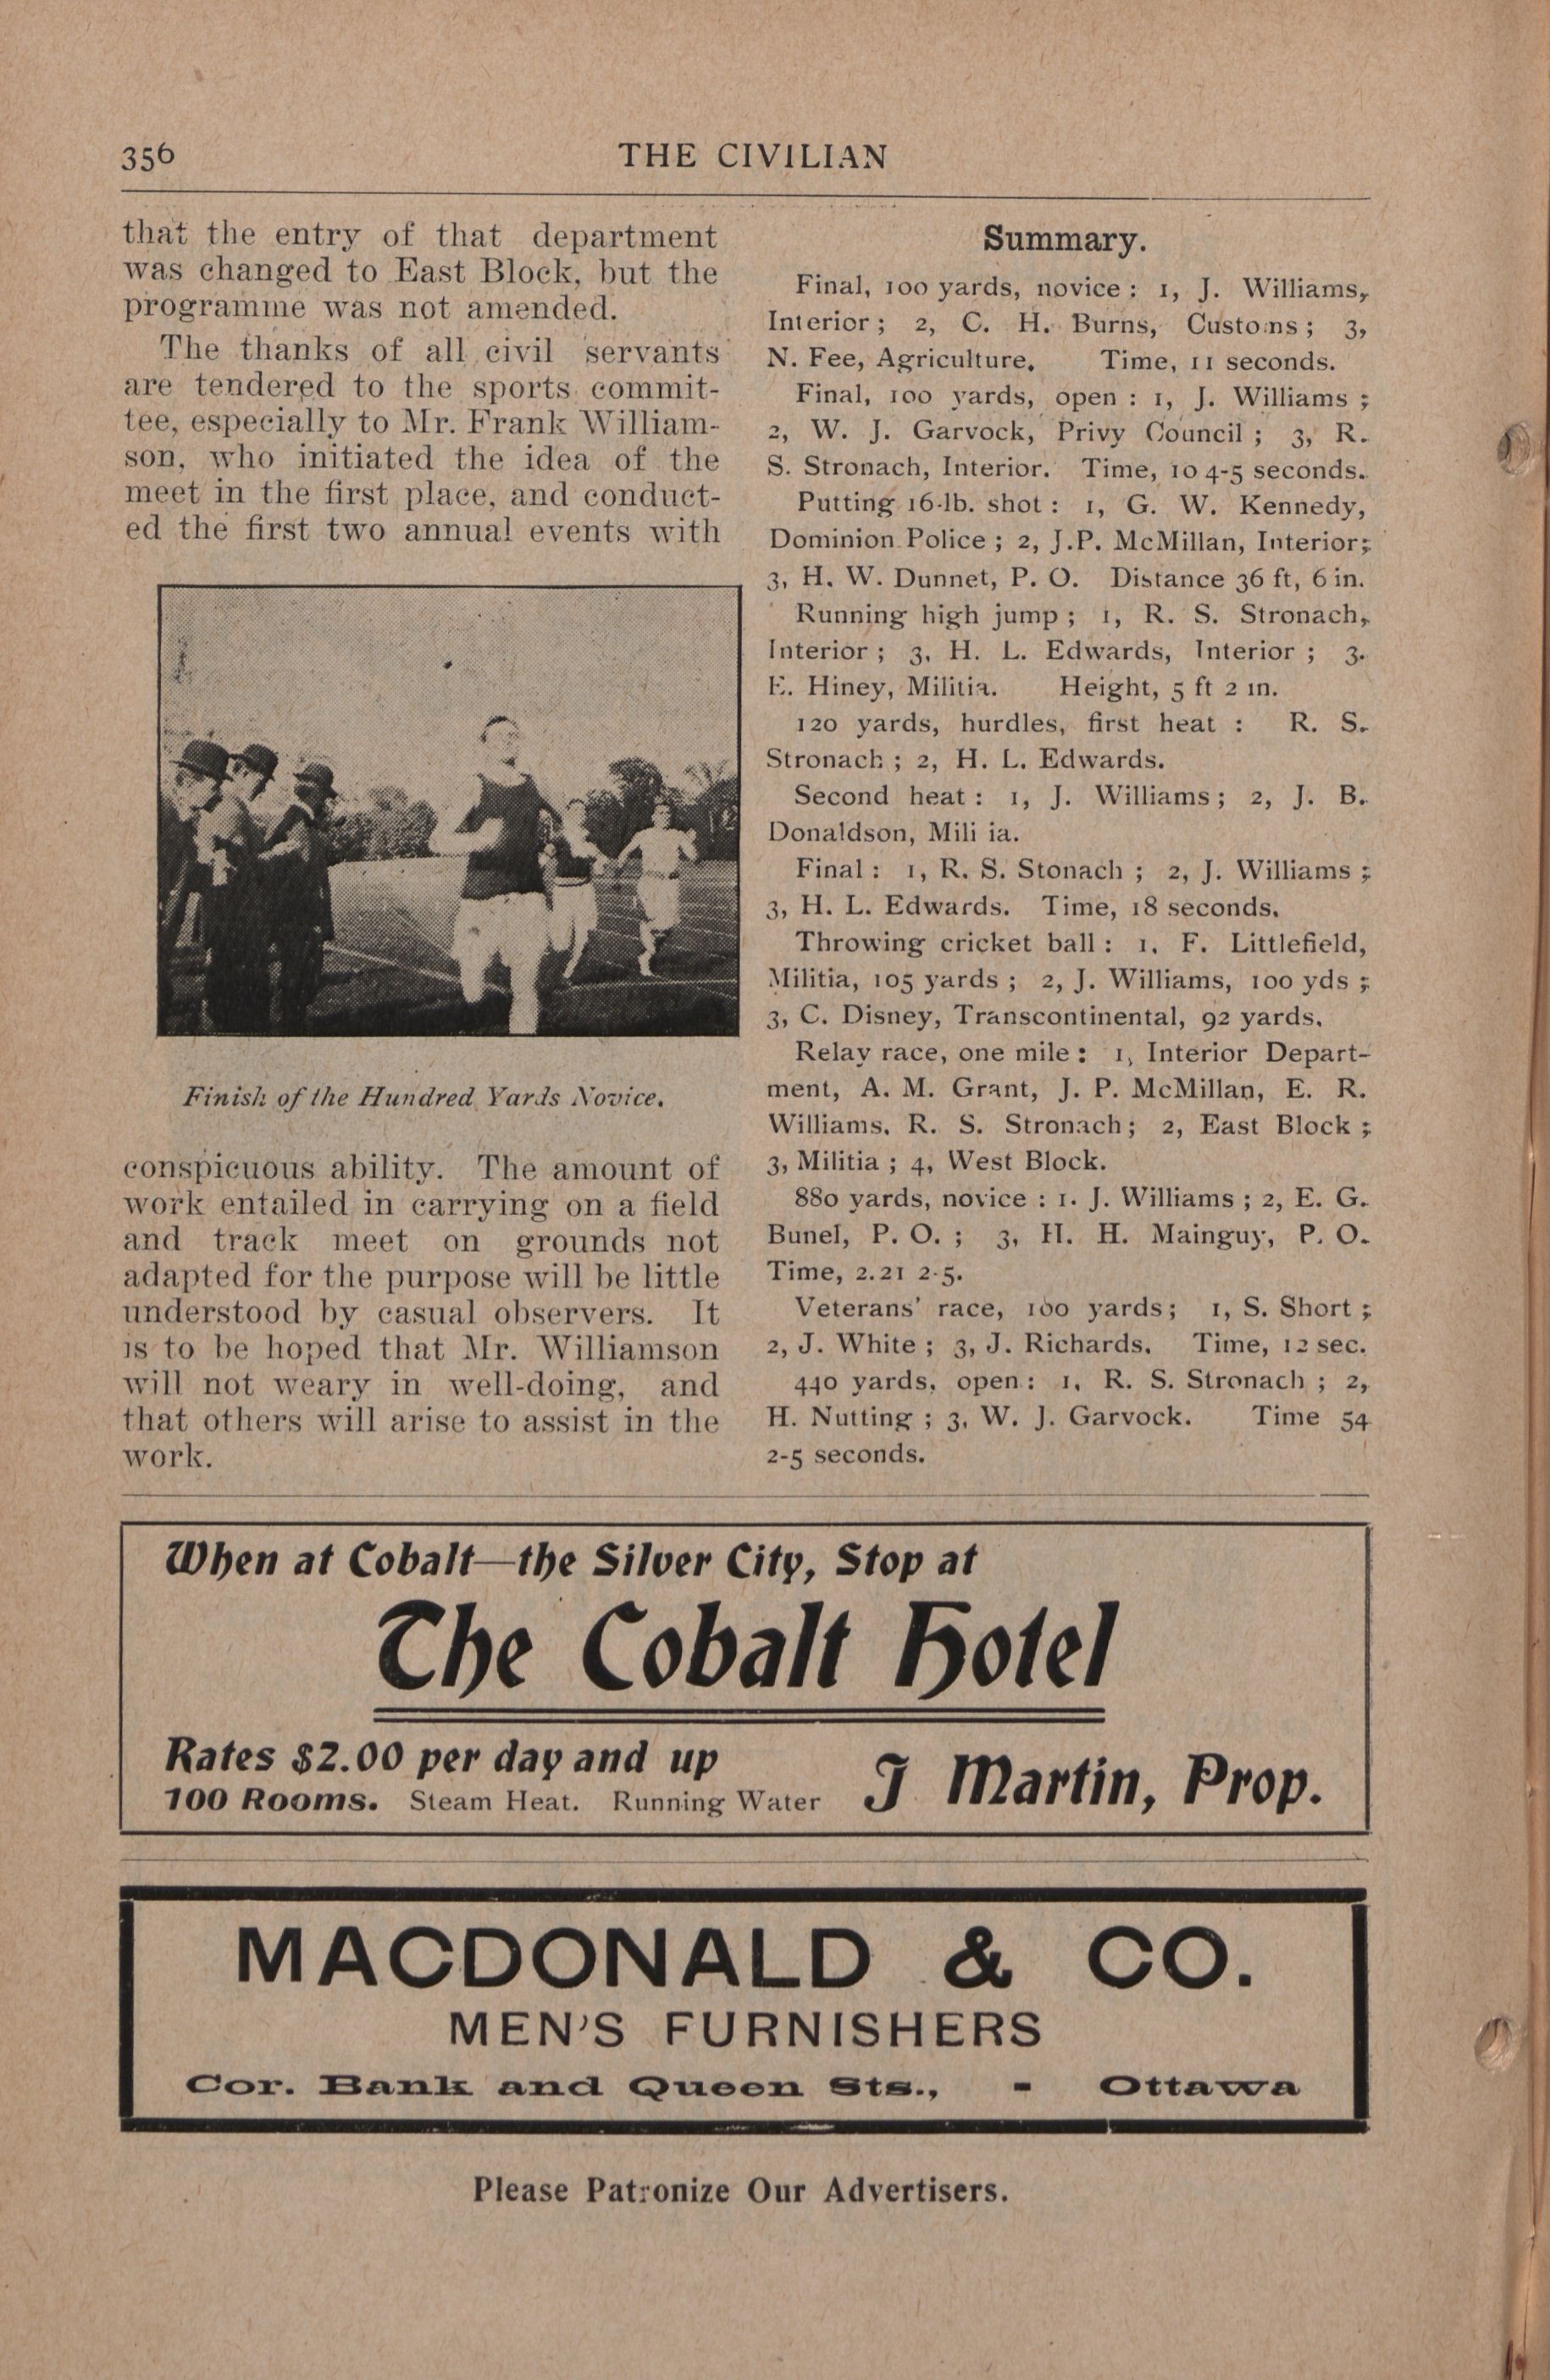 356
THE CIVILIAN
that the entry of that department
was changed to East Block, but the
programme was not amended.
The thanks of all civil servants
are tendered to the sports commit-
tee, especially to Mr. Frank William-
son, who initiated the idea of the
meet in the first place, and conduct-
ed the first two annual events with
Finish of the Hundred Yards Novice.
conspicuous ability. The amount of
work entailed in carrying on a field
and track meet on grounds not
adapted for the purpose will be little
understood by casual observers. It
is to be hoped that Mr. Williamson
will not weary in well-doing, and
that others will arise to assist in the
work.
Summary.
Final, 100 yards, novice : 1, J. Williams,
Interior ; 2, C. H. Burns, Customs ; 3,
N. Fee, Agriculture. Time, 11 seconds.
Final, 100 yards, open : 1, J. Williams ;
2, W. J. Garvock, Privy Council ; 3, R.
S. Stronach, Interior. Time, 10 4-5 seconds.
Putting 16-lb. shot : 1, G. W. Kennedy,
Dominion Police ; 2, J.P. McMillan, Interior;
3, H. W. Dunnet, P. O. Distance 36 ft, 6 in.
Running high jump ; 1, R. S. Stronach,
Interior ; 3, H. L. Edwards, Interior ; 3.
E. Hiney, Militia. Height, 5 ft 2 in.
120 yards, hurdles, first heat : R. S.
Stronach ; 2, H. L. Edwards.
Second heat : 1, J. Williams ; 2, J. B.
Donaldson, Mili ia.
Final : 1, R. S. Stonach ; 2, J. Williams ;
3, H. L. Edwards. Time, 18 seconds.
Throwing cricket ball : 1. F. Littlefield,
Militia, 105 yards ; 2, J. Williams, 100 yds ;
3, C. Disney, Transcontinental, 92 yards.
Relay race, one mile : 1, Interior Depart-
ment, A. M. Grant, J. P. McMillan, E. R.
Williams. R. S. Stronach ; 2, East Block ;
3, Militia ; 4, West Block.
880 yards, novice : 1. J. Williams ; 2, E. G.
Bunel, P. O. ; 3, H. H. Mainguy, P. O.
Time, 2.21 2-5.
Veterans' race, 100 yards ; 1, S. Short ;
2, J. White ; 3, J. Richards. Time, 12 sec.
440 yards, open : 1, R. S. Stronach ; 2,
H. Nutting ; 3, W. J. Garvock. Time 54
2-5 seconds.
When at Cobalt—the Silver City, Stop at
The Cobalt Hotel
Rates $2.00 per day and up
100 Rooms. Steam Heat. Running Water
J Martin, Prop.
MACDONALD & CO.
MEN'S FURNISHERS
Cor. Bank and Queen Sts., - Ottawa
Please Patronize Our Advertisers.